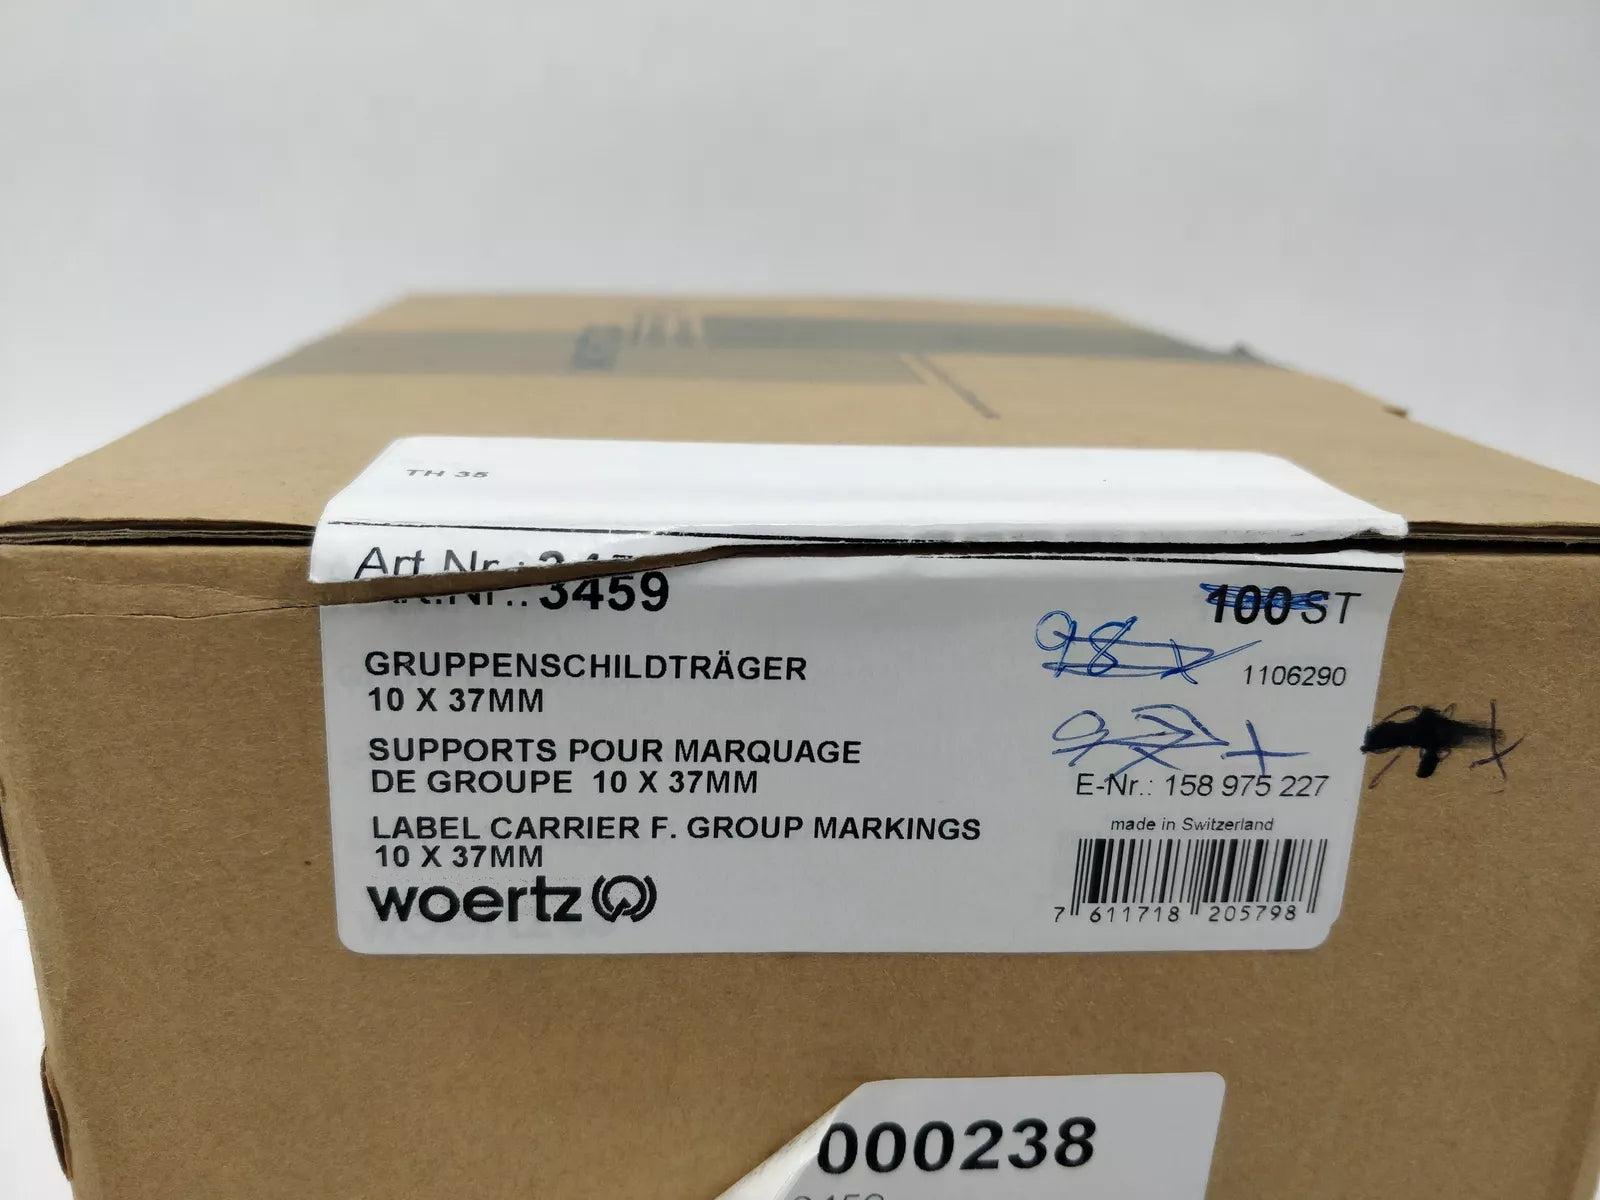 TH 35
Art.Nr.: 3459
100 ST
GRUPPENSCHILDTRÄGER
10 X 37MM
98x
1106290
SUPPORTS POUR MARQUAGE
DE GROUPE 10 X 37MM
E-Nr.: 158 975 227
made in Switzerland
LABEL CARRIER F. GROUP MARKINGS
10 X 37MM
woertz
7 611718 205798
000238